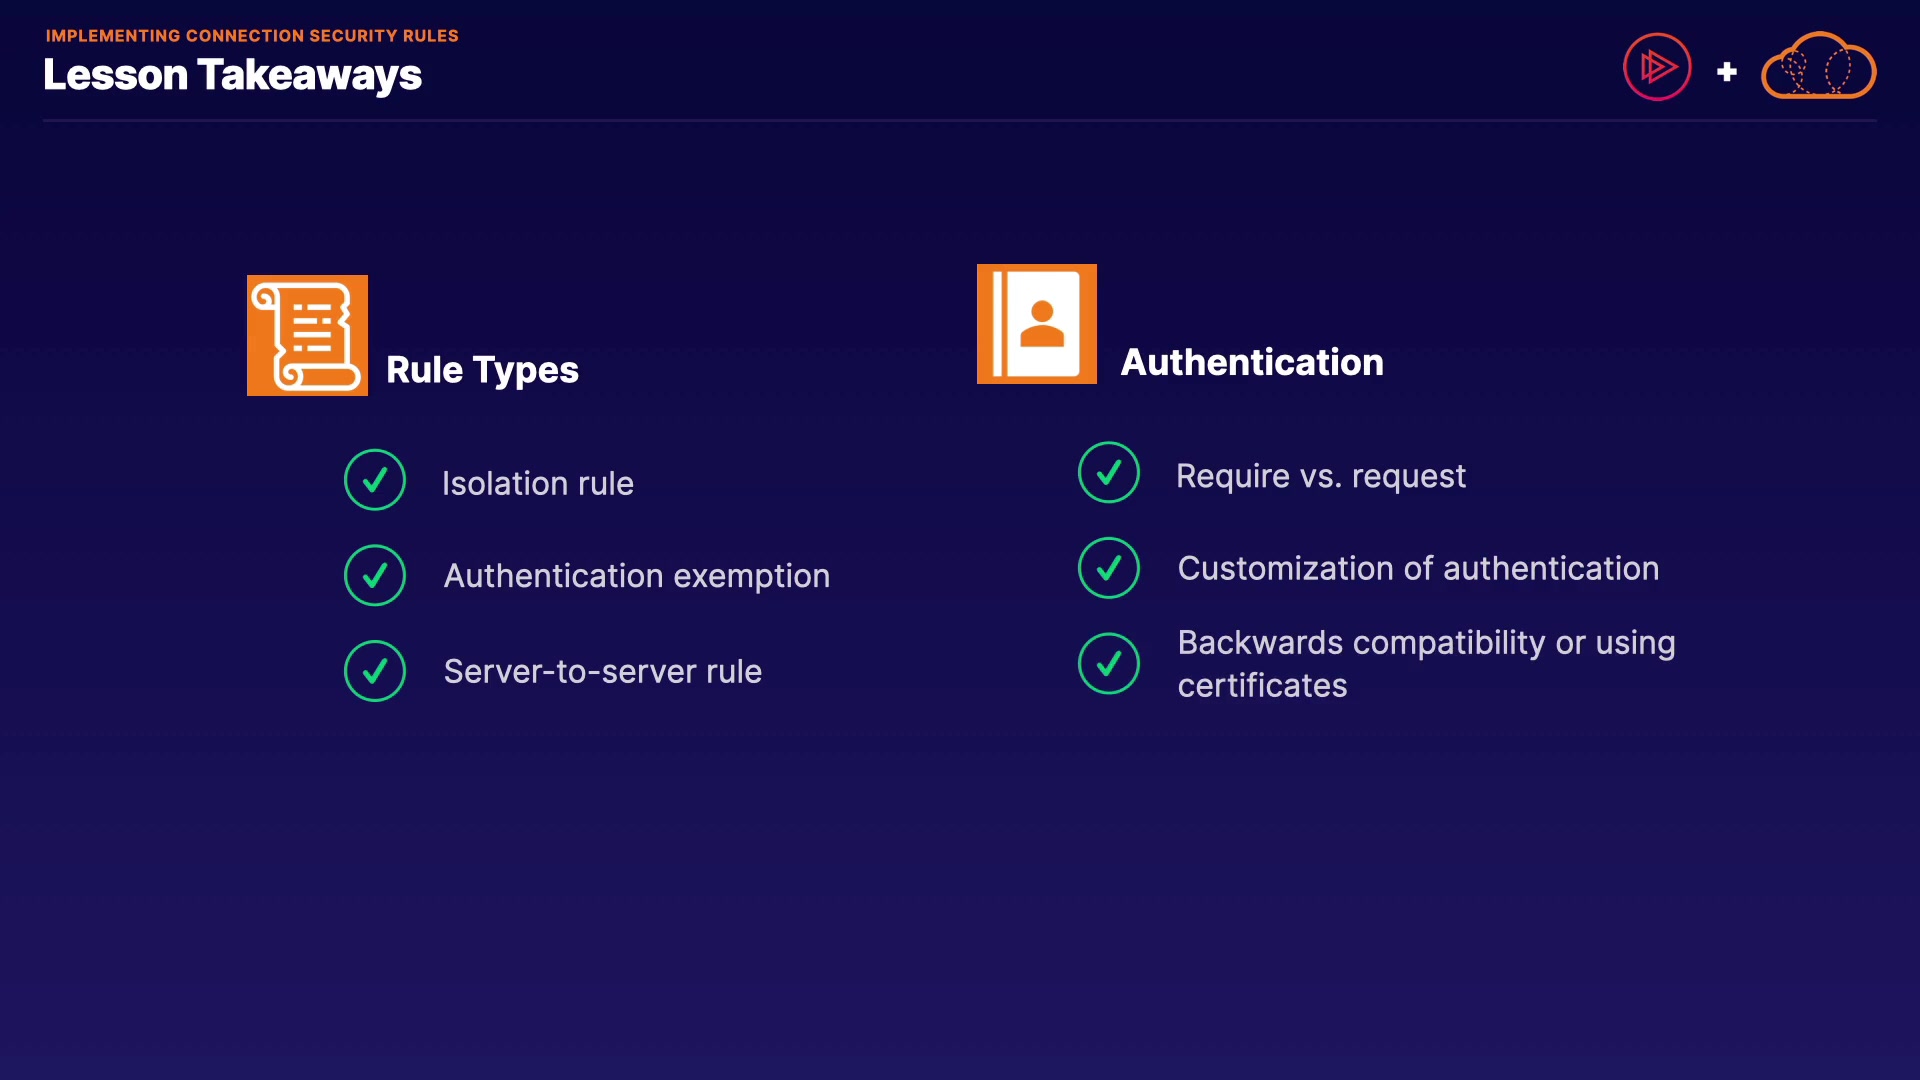 IMPLEMENTING CONNECTION SECURITY RULES
Lesson Takeaways
Rule Types
Isolation rule
Authentication exemption
Server-to-server rule
Authentication
Require vs. request
Customization of authentication
Backwards compatibility or using
certificates